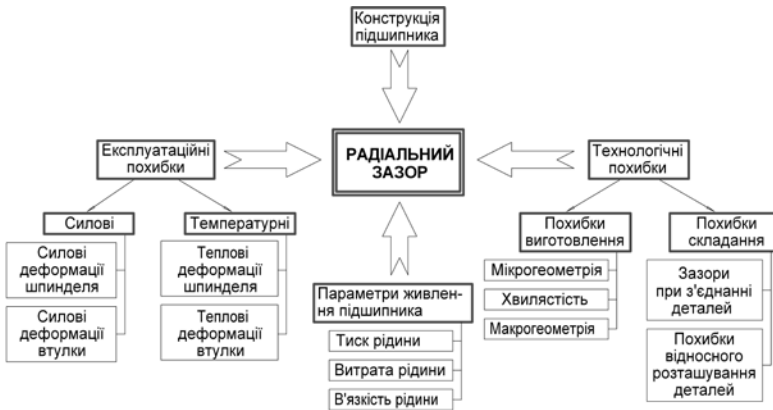 Конструкція
підшипника
Експлуатаційні
похибки
РАДІАЛЬНИЙ
ЗАЗОР
Технологічні
похибки
Силові
Силові
деформації
шпинделя
Силові
деформації
втулки
Температурні
Теплові
деформації
шпинделя
Теплові
деформації
втулки
Параметри живлен-
ня підшипника
Тиск рідини
Витрата рідини
В'язкість рідини
Похибки
виготовлення
Мікрогеометрія
Хвилястість
Макрогеометрія
Похибки
складання
Зазори
при з'єднанні
деталей
Похибки
відносного
розташування
деталей